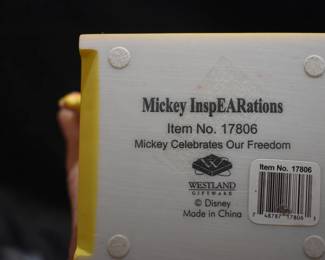 Mickey InspEARations
Item No. 17806
Mickey Celebrates Our Freedom
WESTLAND
GIFTWARE
© Disney
Made in China
Item No. 17806